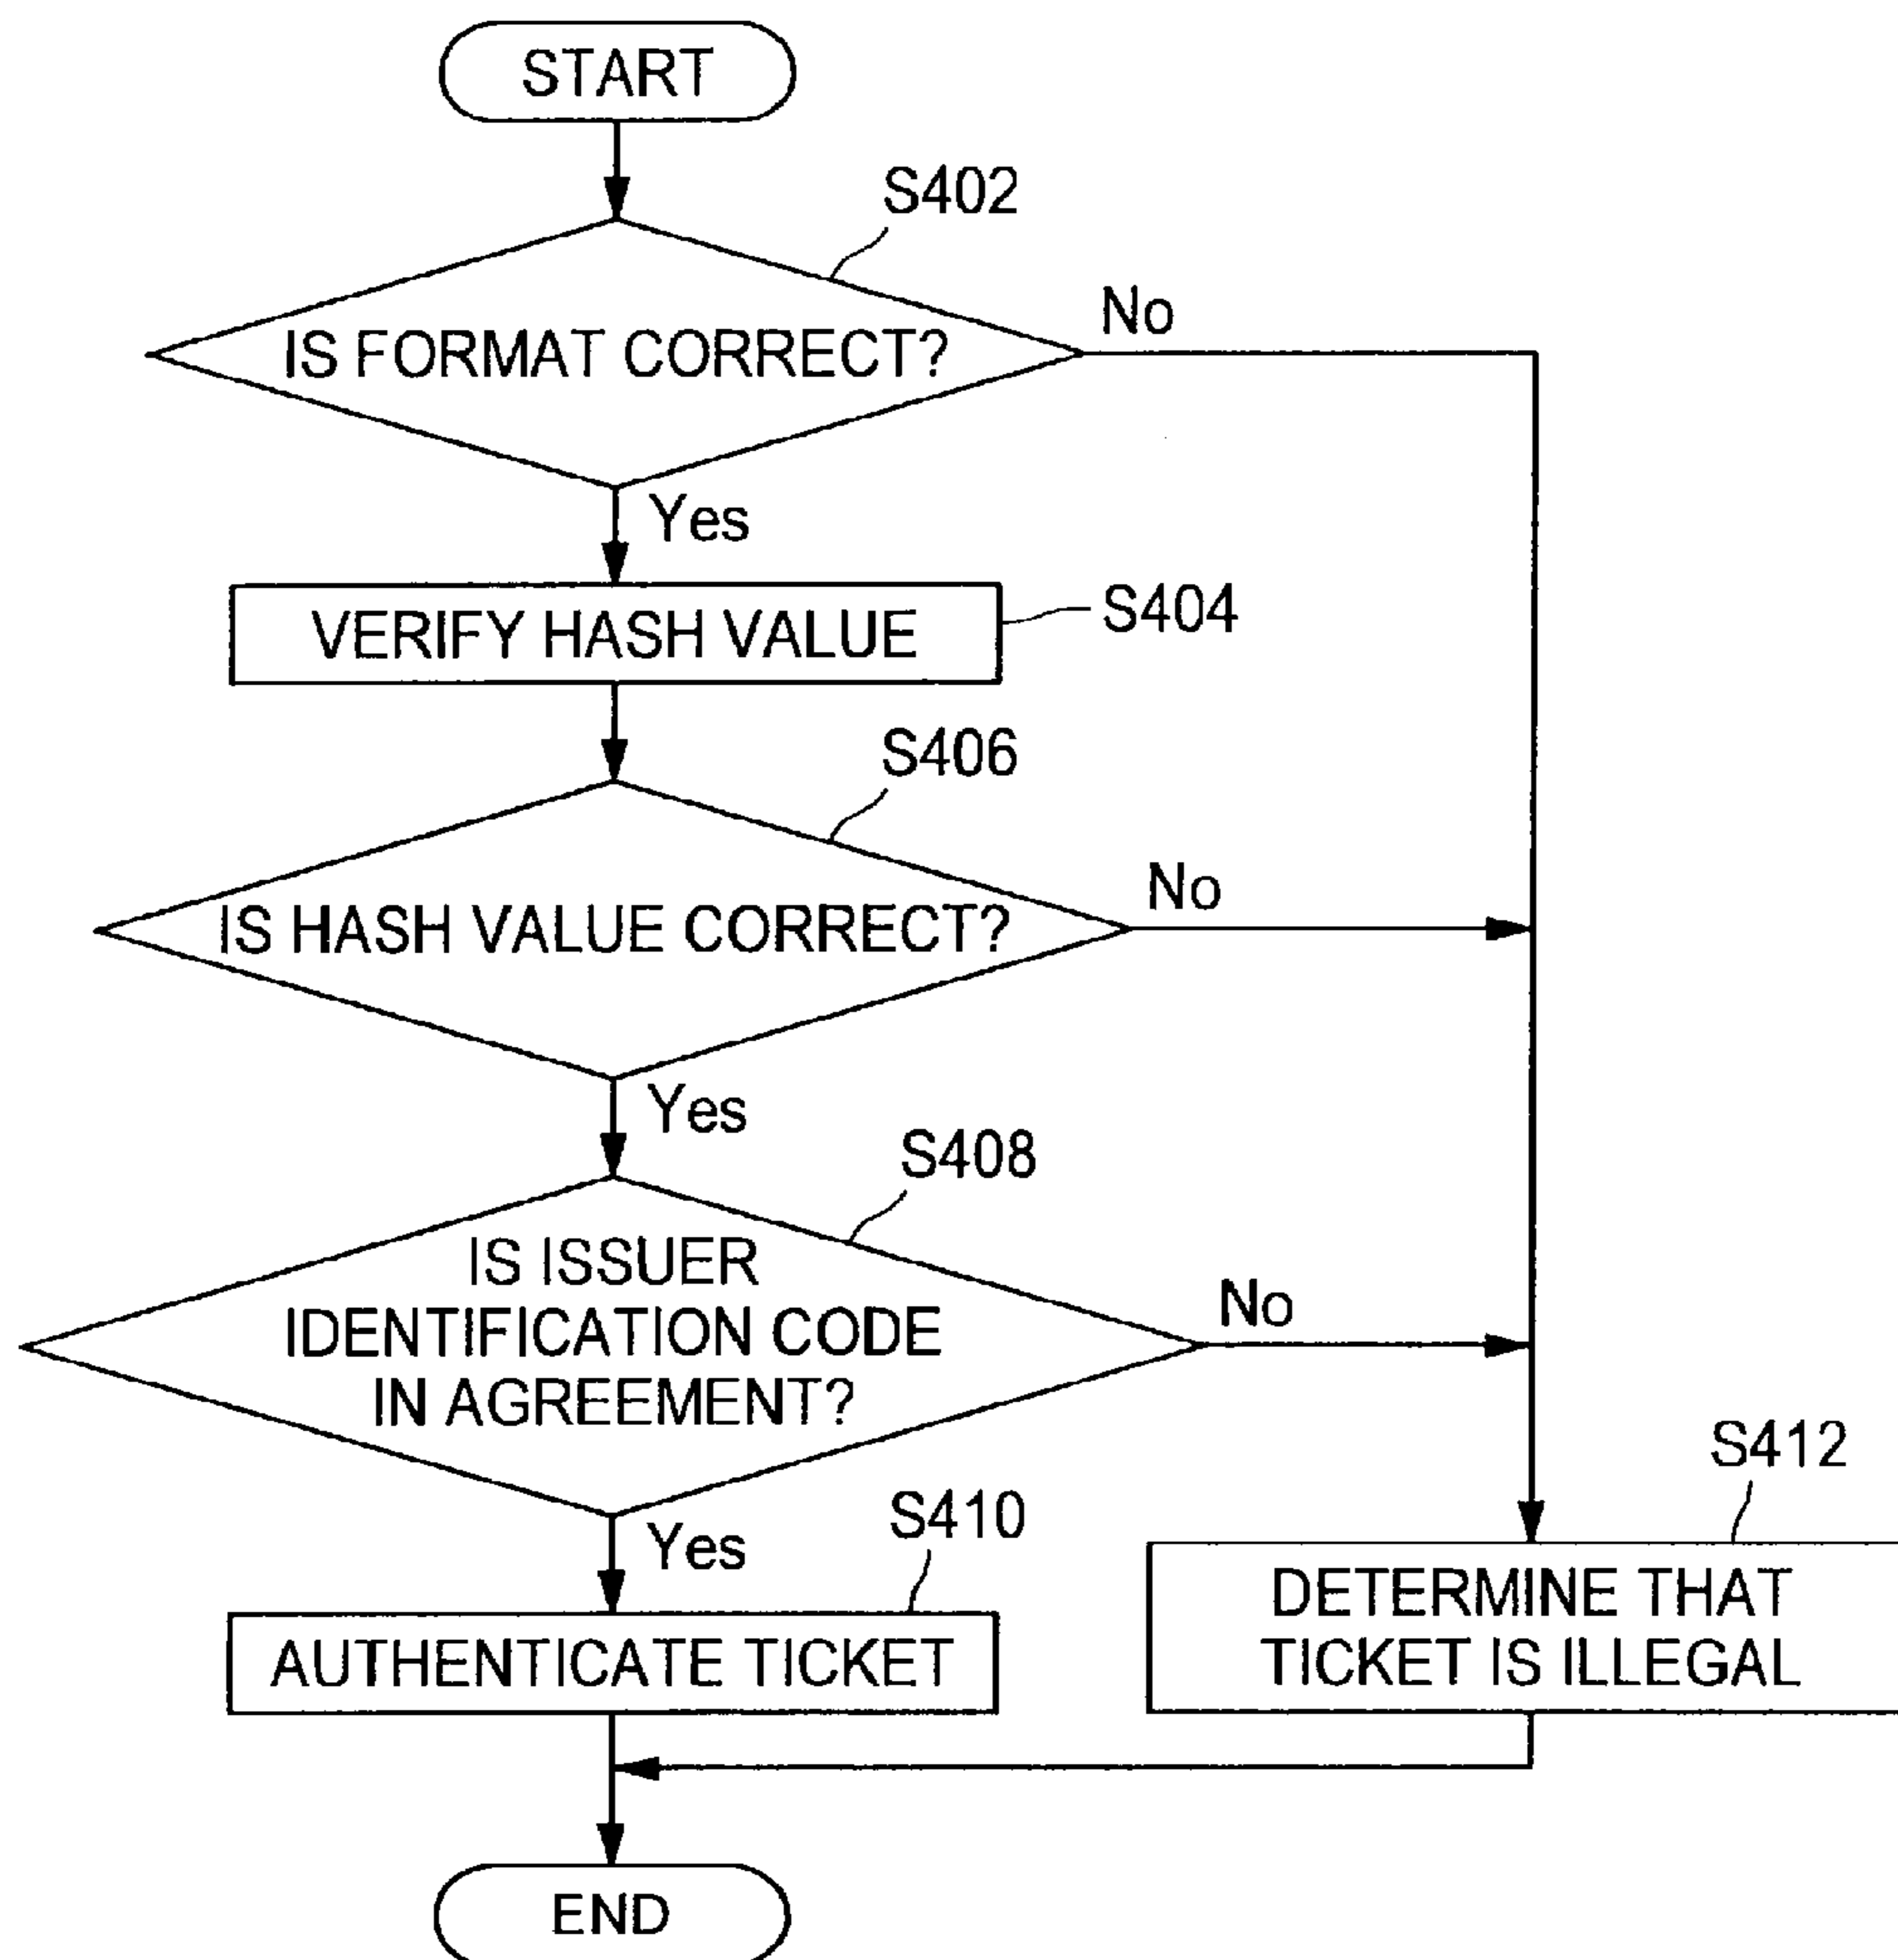 START
S402
IS FORMAT CORRECT?
No
Yes
VERIFY HASH VALUE
S404
S406
IS HASH VALUE CORRECT?
No
Yes
S408
IS ISSUER
IDENTIFICATION CODE
IN AGREEMENT?
No
Yes
S410
AUTHENTICATE TICKET
S412
DETERMINE THAT
TICKET IS ILLEGAL
END